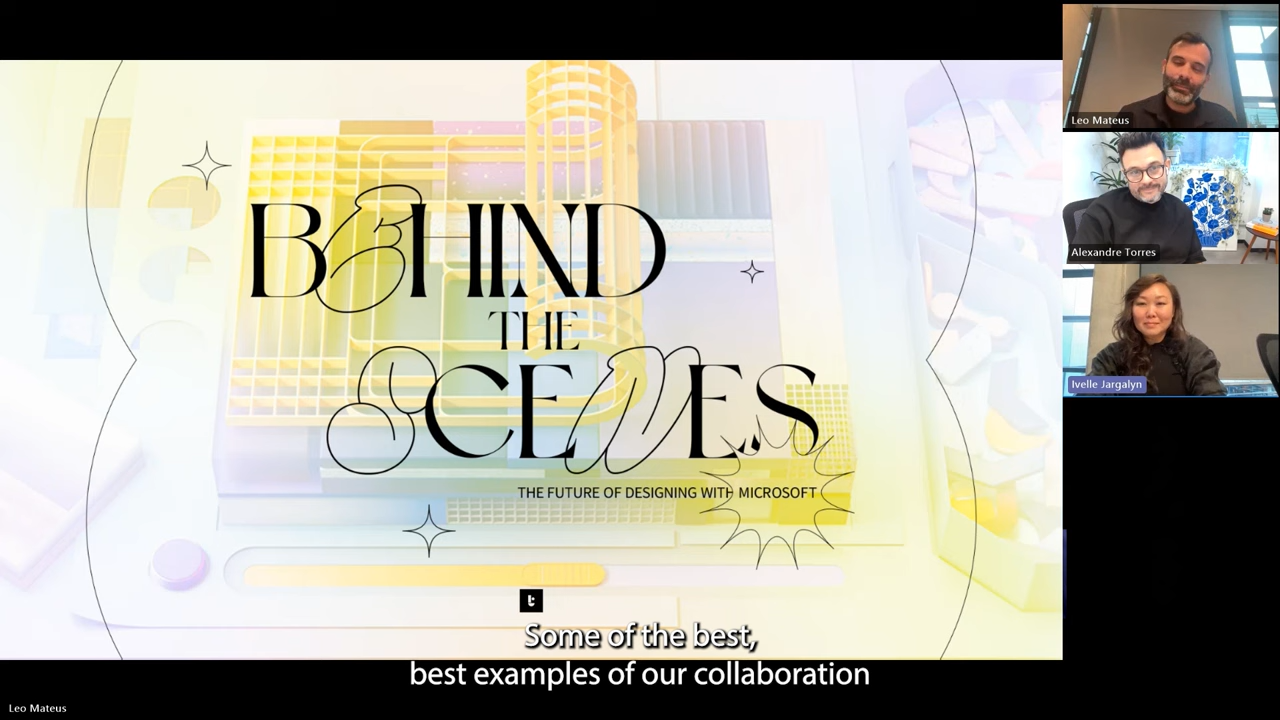 BEHIND
THE
SCENES
THE FUTURE OF DESIGNING WITH MICROSOFT
t
Some of the best,
best examples of our collaboration
Leo Mateus
Alexandre Torres
Ivelle Jargalyn
Leo Mateus